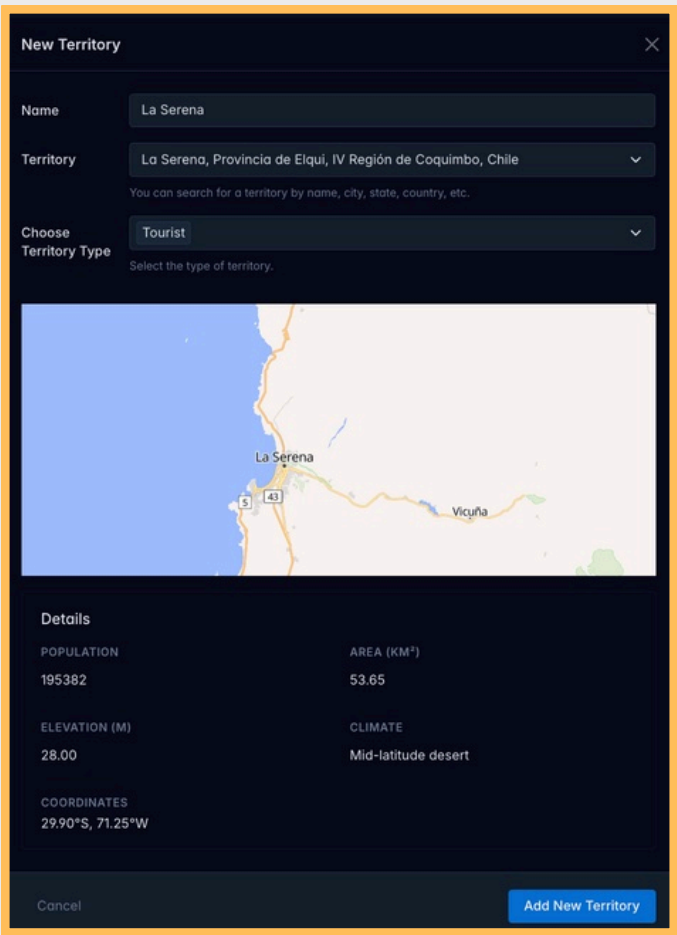 New Territory
Name
La Serena
Territory
La Serena, Provincia de Elqui, IV Región de Coquimbo, Chile
You can search for a territory by name, city, state, country, etc.
Choose
Territory Type
Tourist
Select the type of territory.
La Serena
5
43
Vicuña
Details
POPULATION
AREA (KM²)
195382
53.65
ELEVATION (M)
CLIMATE
28.00
Mid-latitude desert
COORDINATES
29.90°S, 71.25°W
Cancel
Add New Territory